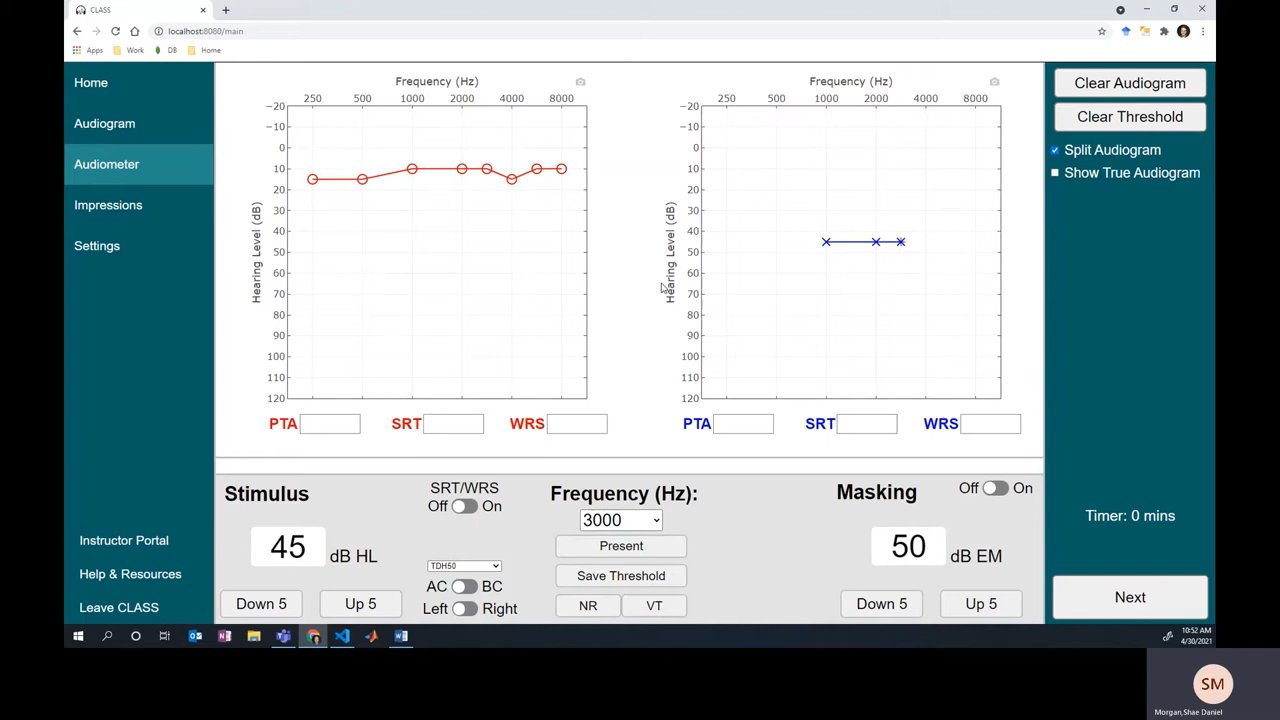 CLASS
localhost:8080/main
Apps Work DB Home
Home
Audiogram
Audiometer
Impressions
Settings
Instructor Portal
Help & Resources
Leave CLASS
Frequency (Hz)
250 500 1000 2000 4000 8000
−20
−10
0
10
20
30
40
50
60
70
80
90
100
110
120
Hearing Level (dB)
PTA SRT WRS
Frequency (Hz)
250 500 1000 2000 4000 8000
−20
−10
0
10
20
30
40
50
60
70
80
90
100
110
120
Hearing Level (dB)
PTA SRT WRS
Stimulus
45 dB HL
Down 5 Up 5
SRT/WRS
Off On
TDH50
AC BC
Left Right
Frequency (Hz):
3000
Present
Save Threshold
NR VT
Masking
Off On
50 dB EM
Down 5 Up 5
Clear Audiogram
Clear Threshold
Split Audiogram
Show True Audiogram
Timer: 0 mins
Next
10:52 AM
4/30/2021
SM
Morgan,Shae Daniel